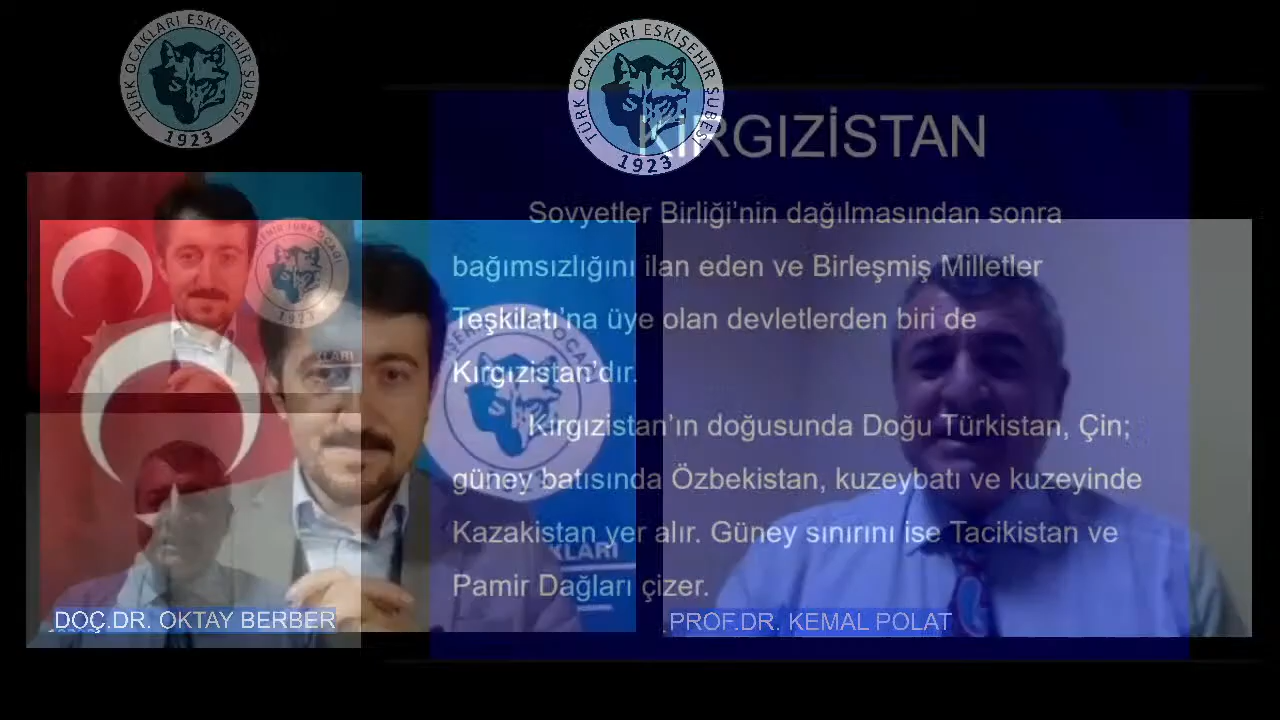 TÜRK OCAKLARI ESKİŞEHİR ŞUBESİ
1923
TÜRK OCAKLARI ESKİŞEHİR ŞUBESİ
1923
KIRGIZİSTAN
Sovyetler Birliği’nin dağılmasından sonra
bağımsızlığını ilan eden ve Birleşmiş Milletler
Teşkilatı’na üye olan devletlerden biri de
Kırgızistan’dır.
Kırgızistan’ın doğusunda Doğu Türkistan, Çin;
güney batısında Özbekistan, kuzeybatı ve kuzeyinde
Kazakistan yer alır. Güney sınırını ise Tacikistan ve
Pamir Dağları çizer.
DOÇ.DR. OKTAY BERBER
PROF.DR. KEMAL POLAT